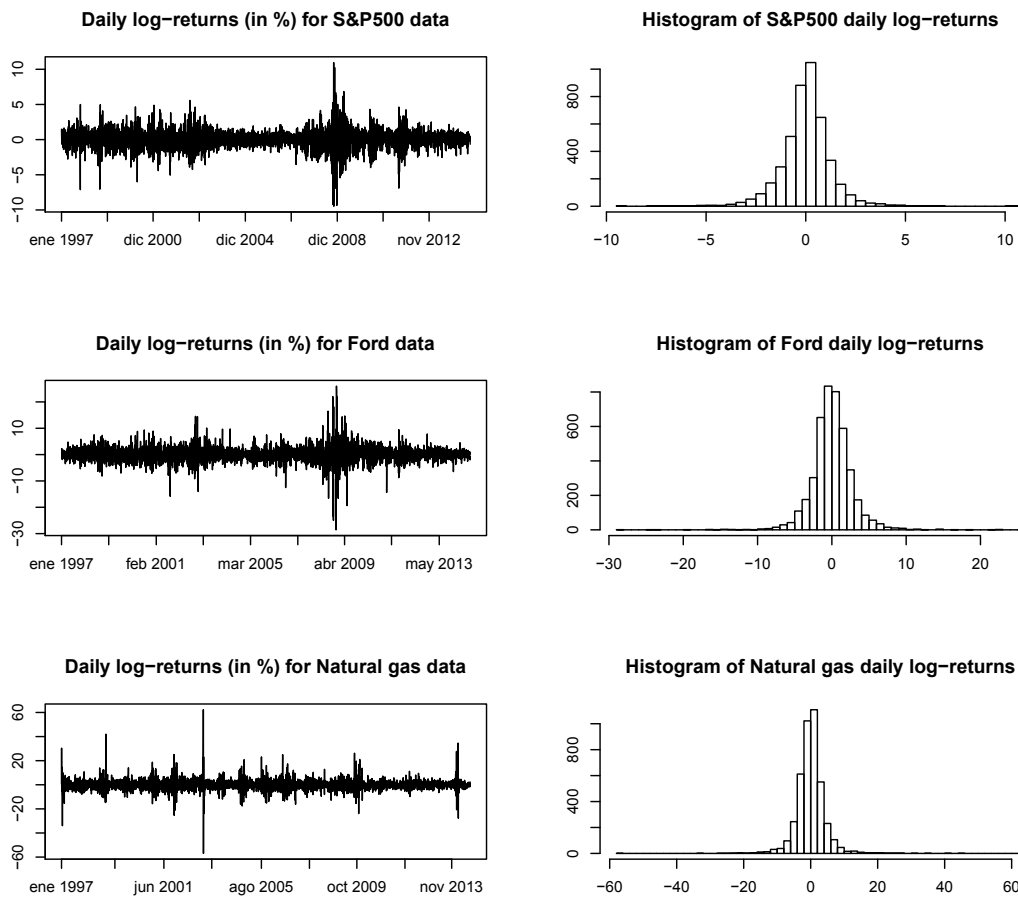 Daily log−returns (in %) for S&P500 data
10
5
0
−5
−10
ene 1997 dic 2000 dic 2004 dic 2008 nov 2012
Histogram of S&P500 daily log−returns
800
400
0
−10 −5 0 5 10
Daily log−returns (in %) for Ford data
10
−10
−30
ene 1997 feb 2001 mar 2005 abr 2009 may 2013
Histogram of Ford daily log−returns
600
200
0
−30 −20 −10 0 10 20
Daily log−returns (in %) for Natural gas data
60
20
−20
−60
ene 1997 jun 2001 ago 2005 oct 2009 nov 2013
Histogram of Natural gas daily log−returns
800
400
0
−60 −40 −20 0 20 40 60